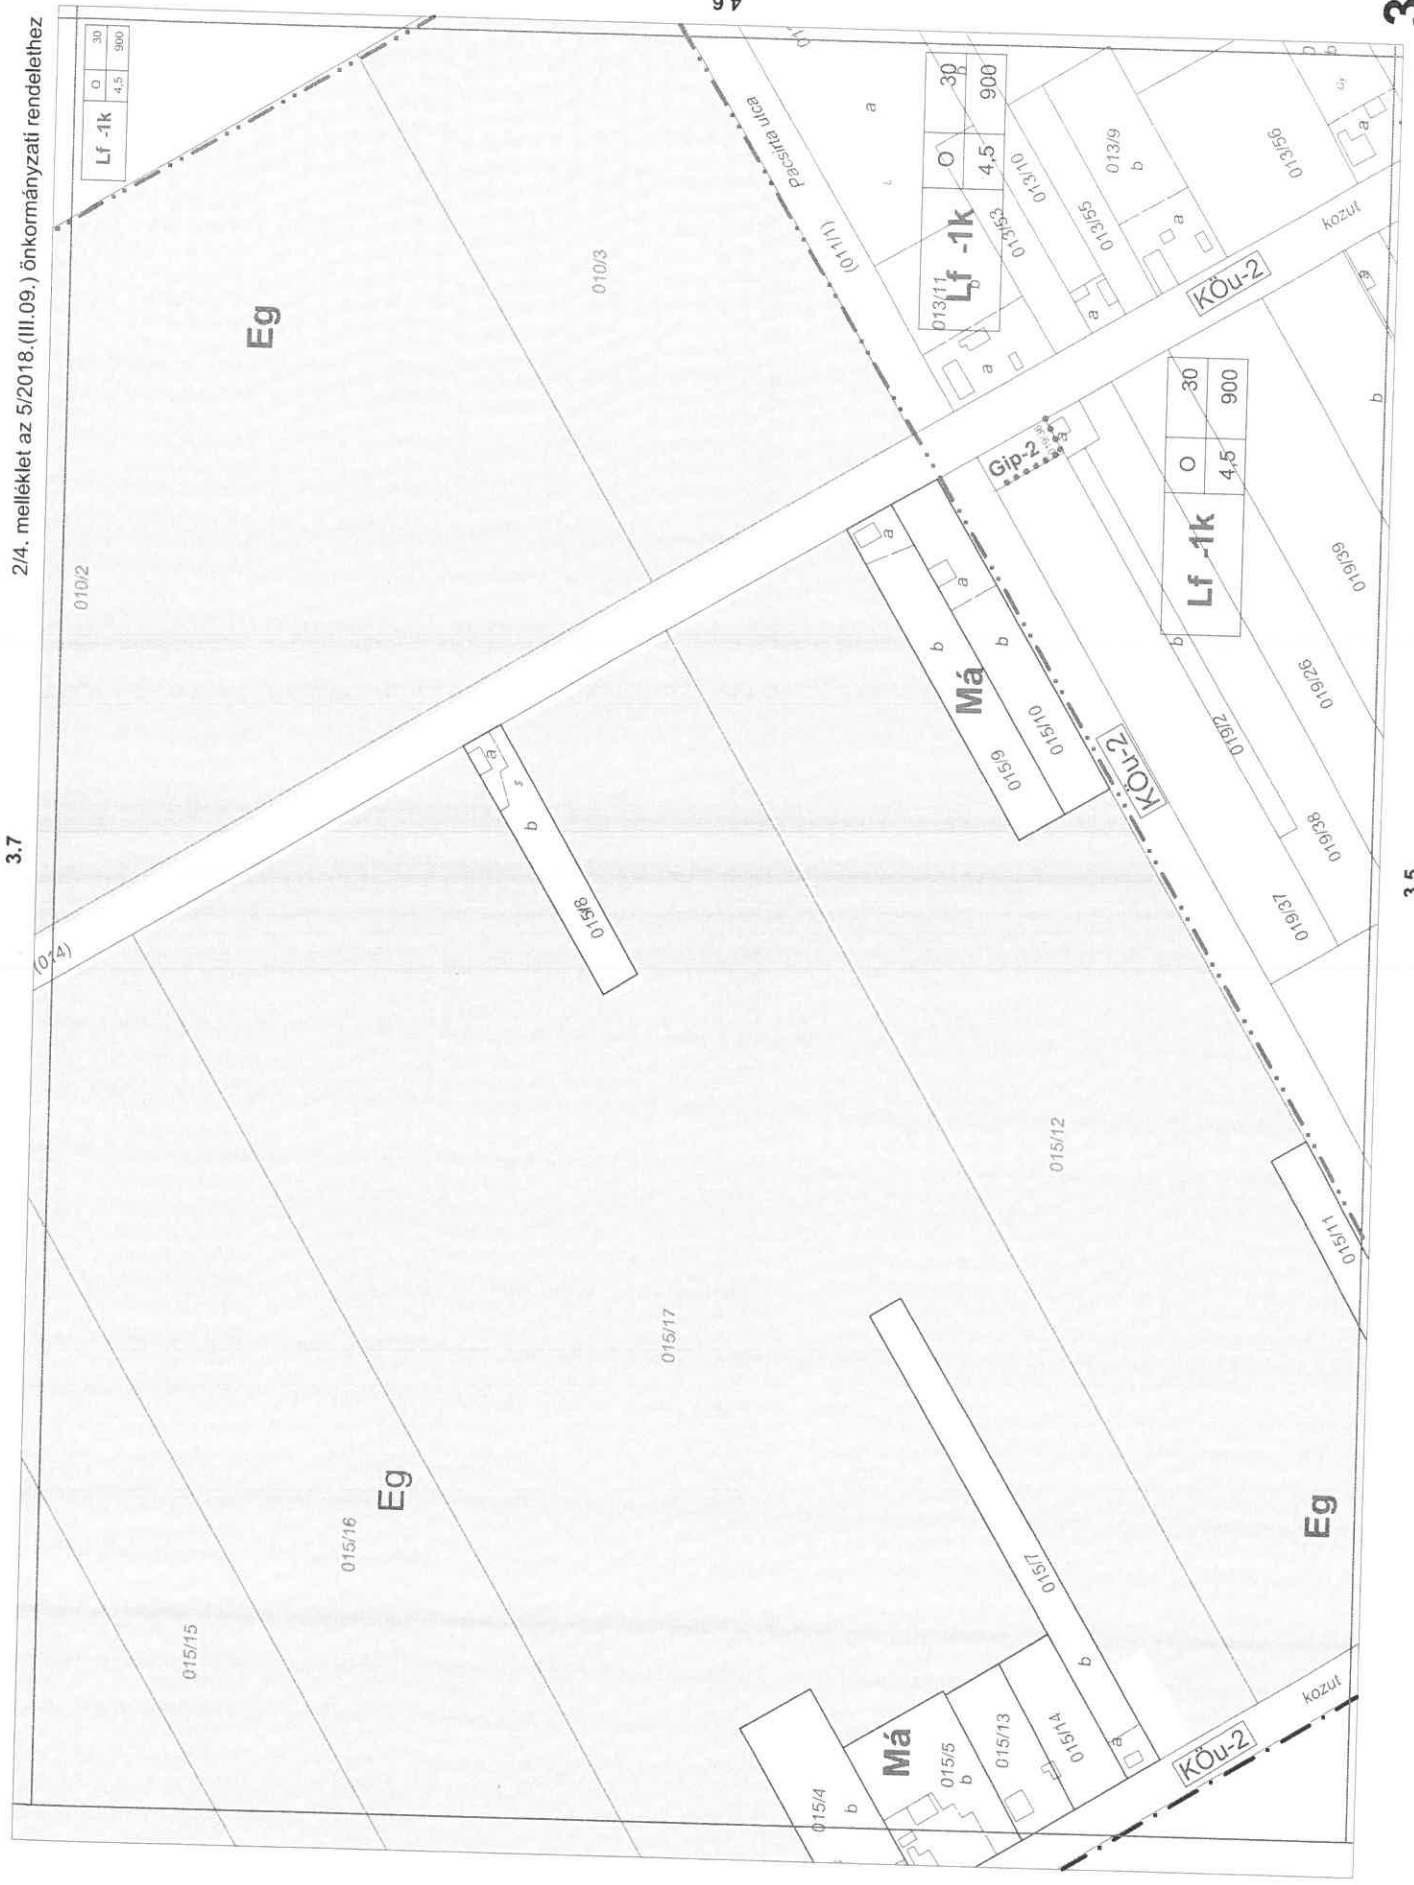 2/4. melléklet az 5/2018.(III.09.) önkormányzati rendelethez
3.7
Lf -1k
O
30
4,5
900
Eg
010/2
010/3
(014)
Pacsirta utca
(011/1)
a
013/11
b
Lf -1k
O
30
b
4,5
900
013/53
013/10
013/55
013/9
b
013/56
a
a
a
a
közút
KÖu-2
Gip-2
a
Lf -1k
O
30
4,5
900
b
b
019/39
019/26
019/2
019/38
019/37
a
b
a
b
Má
015/9
015/10
KÖu-2
a
s
b
015/8
015/12
015/11
015/17
Eg
015/16
015/15
015/7
b
a
Eg
Má
015/4
b
015/5
b
015/13
015/14
közút
KÖu-2
3.5